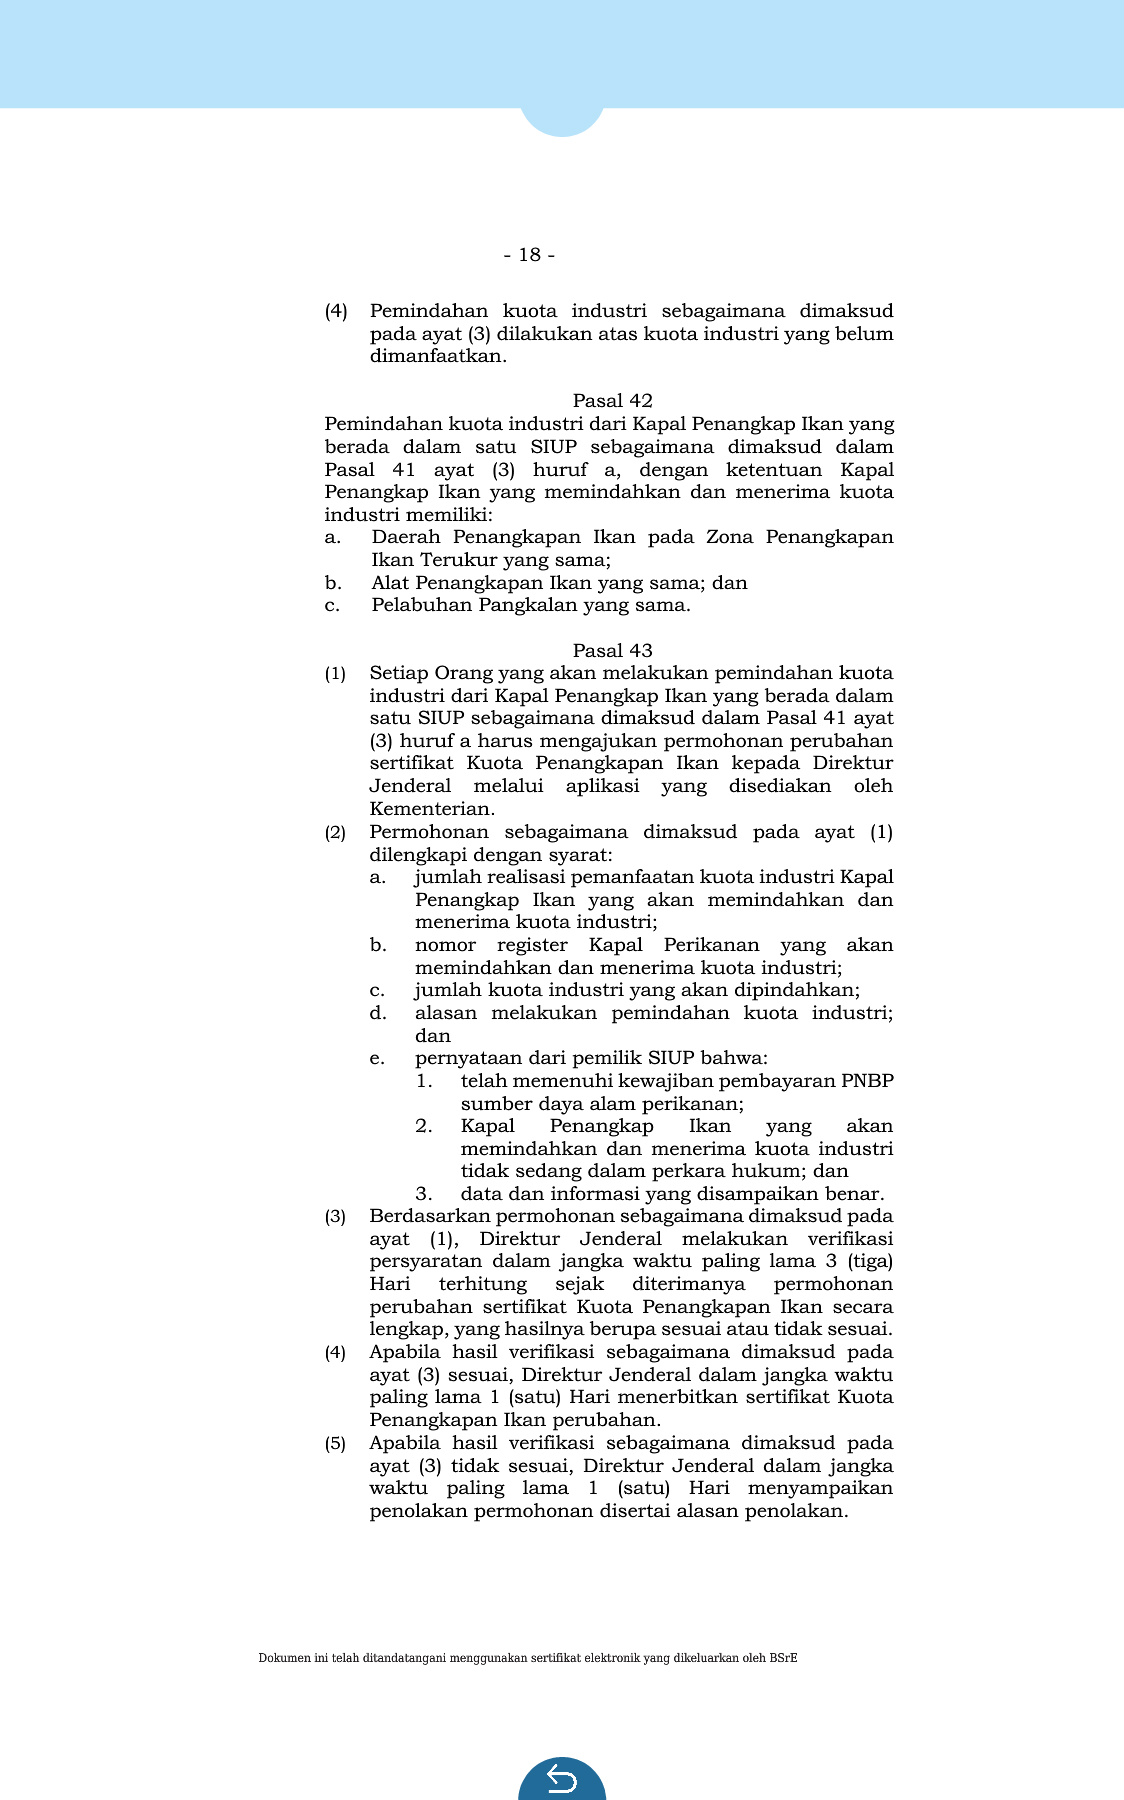 - 18 -
(4) Pemindahan kuota industri sebagaimana dimaksud
pada ayat (3) dilakukan atas kuota industri yang belum
dimanfaatkan.
Pasal 42
Pemindahan kuota industri dari Kapal Penangkap Ikan yang
berada dalam satu SIUP sebagaimana dimaksud dalam
Pasal 41 ayat (3) huruf a, dengan ketentuan Kapal
Penangkap Ikan yang memindahkan dan menerima kuota
industri memiliki:
a. Daerah Penangkapan Ikan pada Zona Penangkapan
Ikan Terukur yang sama;
b. Alat Penangkapan Ikan yang sama; dan
c. Pelabuhan Pangkalan yang sama.
Pasal 43
(1) Setiap Orang yang akan melakukan pemindahan kuota
industri dari Kapal Penangkap Ikan yang berada dalam
satu SIUP sebagaimana dimaksud dalam Pasal 41 ayat
(3) huruf a harus mengajukan permohonan perubahan
sertifikat Kuota Penangkapan Ikan kepada Direktur
Jenderal melalui aplikasi yang disediakan oleh
Kementerian.
(2) Permohonan sebagaimana dimaksud pada ayat (1)
dilengkapi dengan syarat:
a. jumlah realisasi pemanfaatan kuota industri Kapal
Penangkap Ikan yang akan memindahkan dan
menerima kuota industri;
b. nomor register Kapal Perikanan yang akan
memindahkan dan menerima kuota industri;
c. jumlah kuota industri yang akan dipindahkan;
d. alasan melakukan pemindahan kuota industri;
dan
e. pernyataan dari pemilik SIUP bahwa:
1. telah memenuhi kewajiban pembayaran PNBP
sumber daya alam perikanan;
2. Kapal Penangkap Ikan yang akan
memindahkan dan menerima kuota industri
tidak sedang dalam perkara hukum; dan
3. data dan informasi yang disampaikan benar.
(3) Berdasarkan permohonan sebagaimana dimaksud pada
ayat (1), Direktur Jenderal melakukan verifikasi
persyaratan dalam jangka waktu paling lama 3 (tiga)
Hari terhitung sejak diterimanya permohonan
perubahan sertifikat Kuota Penangkapan Ikan secara
lengkap, yang hasilnya berupa sesuai atau tidak sesuai.
(4) Apabila hasil verifikasi sebagaimana dimaksud pada
ayat (3) sesuai, Direktur Jenderal dalam jangka waktu
paling lama 1 (satu) Hari menerbitkan sertifikat Kuota
Penangkapan Ikan perubahan.
(5) Apabila hasil verifikasi sebagaimana dimaksud pada
ayat (3) tidak sesuai, Direktur Jenderal dalam jangka
waktu paling lama 1 (satu) Hari menyampaikan
penolakan permohonan disertai alasan penolakan.
Dokumen ini telah ditandatangani menggunakan sertifikat elektronik yang dikeluarkan oleh BSrE